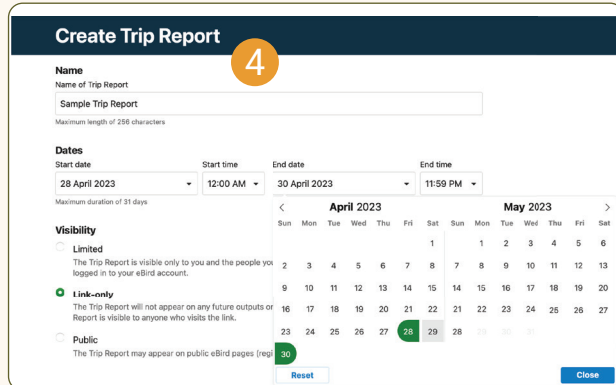 Create Trip Report
4
Name
Name of Trip Report
Sample Trip Report
Maximum length of 256 characters
Dates
Start date Start time End date End time
28 April 2023 12:00 AM 30 April 2023 11:59 PM
Maximum duration of 31 days
April 2023 May 2023
Visibility
Sun Mon Tue Wed Thu Fri Sat Sun Mon Tue Wed Thu Fri Sat
Limited
1 1 2 3 4 5 6
The Trip Report is visible only to you and the people you
logged in to your eBird account.
2 3 4 5 6 7 8 7 8 9 10 11 12 13
Link-only
9 10 11 12 13 14 15 14 15 16 17 18 19 20
The Trip Report will not appear on any future outputs or
Report is visible to anyone who visits the link.
16 17 18 19 20 21 22 21 22 23 24 25 26 27
Public
23 24 25 26 27 28 29 28 29 30 31
The Trip Report may appear on public eBird pages (regi
30
Reset Close